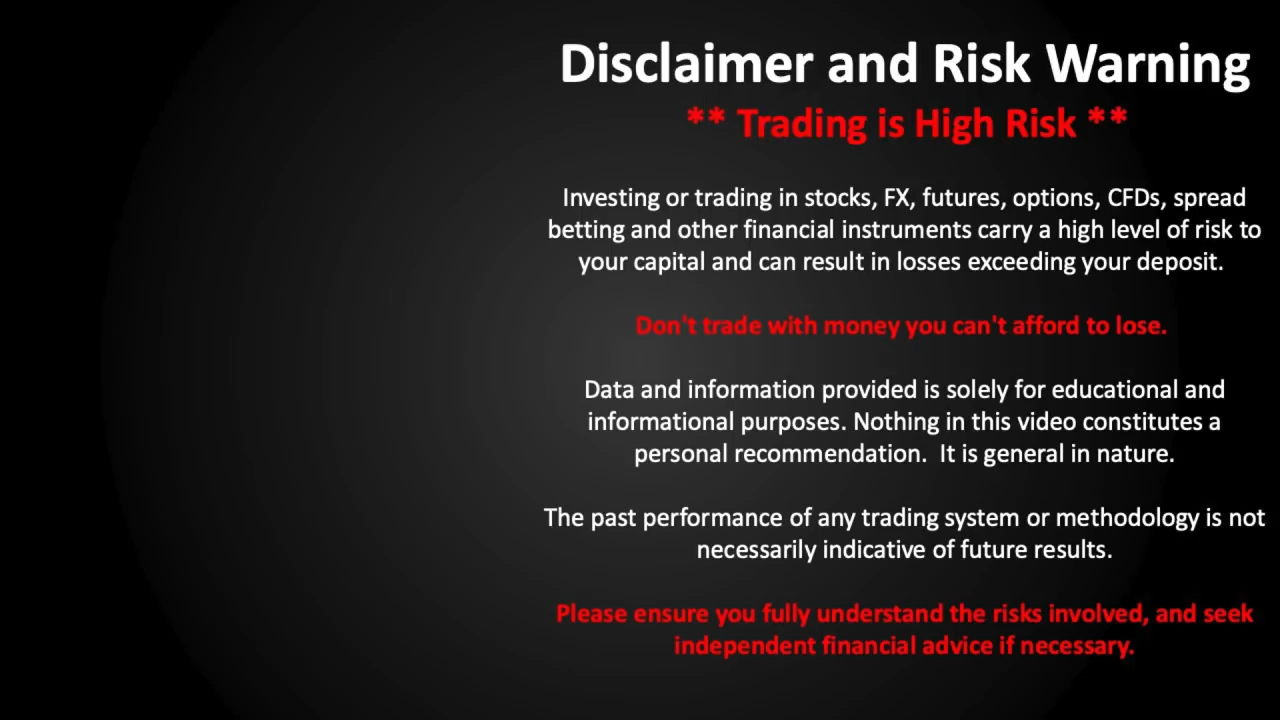 Disclaimer and Risk Warning
** Trading is High Risk **
Investing or trading in stocks, FX, futures, options, CFDs, spread
betting and other financial instruments carry a high level of risk to
your capital and can result in losses exceeding your deposit.
Don't trade with money you can't afford to lose.
Data and information provided is solely for educational and
informational purposes. Nothing in this video constitutes a
personal recommendation.  It is general in nature.
The past performance of any trading system or methodology is not
necessarily indicative of future results.
Please ensure you fully understand the risks involved, and seek
independent financial advice if necessary.